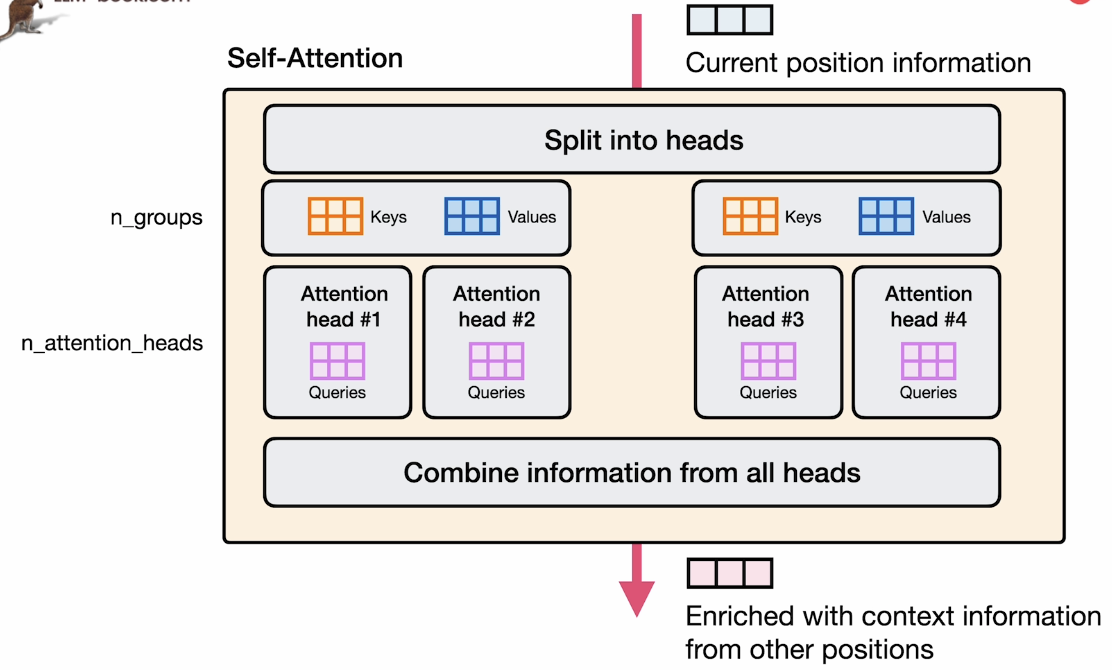 Self-Attention
Current position information
Split into heads
n_groups
Keys
Values
Keys
Values
n_attention_heads
Attention
head #1
Queries
Attention
head #2
Queries
Attention
head #3
Queries
Attention
head #4
Queries
Combine information from all heads
Enriched with context information
from other positions